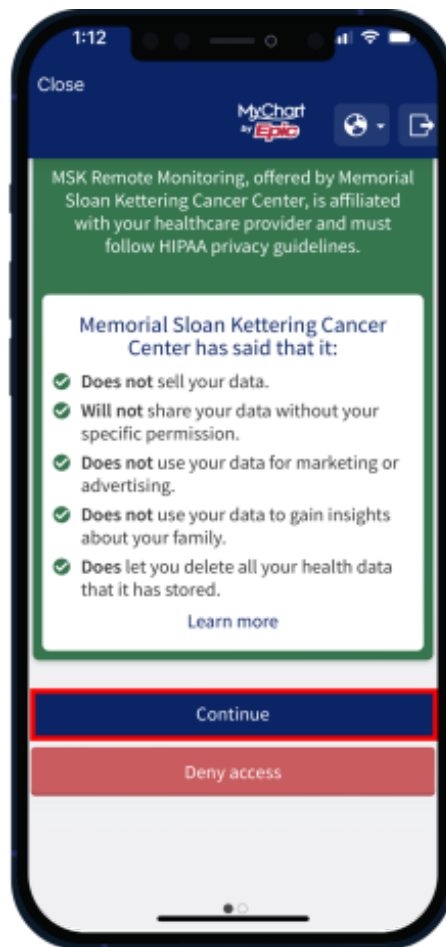 1:12
Close
MyChart
by Epic
MSK Remote Monitoring, offered by Memorial
Sloan Kettering Cancer Center, is affiliated
with your healthcare provider and must
follow HIPAA privacy guidelines.
Memorial Sloan Kettering Cancer
Center has said that it:
Does not sell your data.
Will not share your data without your
specific permission.
Does not use your data for marketing or
advertising.
Does not use your data to gain insights
about your family.
Does let you delete all your health data
that it has stored.
Learn more
Continue
Deny access